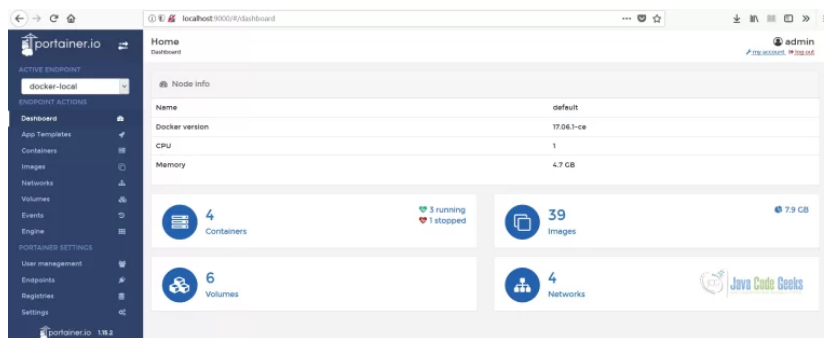 localhost:9000/#/dashboard
portainer.io
Home
Dashboard
admin
my account log out
ACTIVE ENDPOINT
docker-local
ENDPOINT ACTIONS
Dashboard
App Templates
Containers
Images
Networks
Volumes
Events
Engine
PORTAINER SETTINGS
User management
Endpoints
Registries
Settings
portainer.io 1.15.2
Node info
Name default
Docker version 17.06.1-ce
CPU 1
Memory 4.7 GB
4
Containers
3 running
1 stopped
39
Images
7.9 GB
6
Volumes
4
Networks
Java Code Geeks